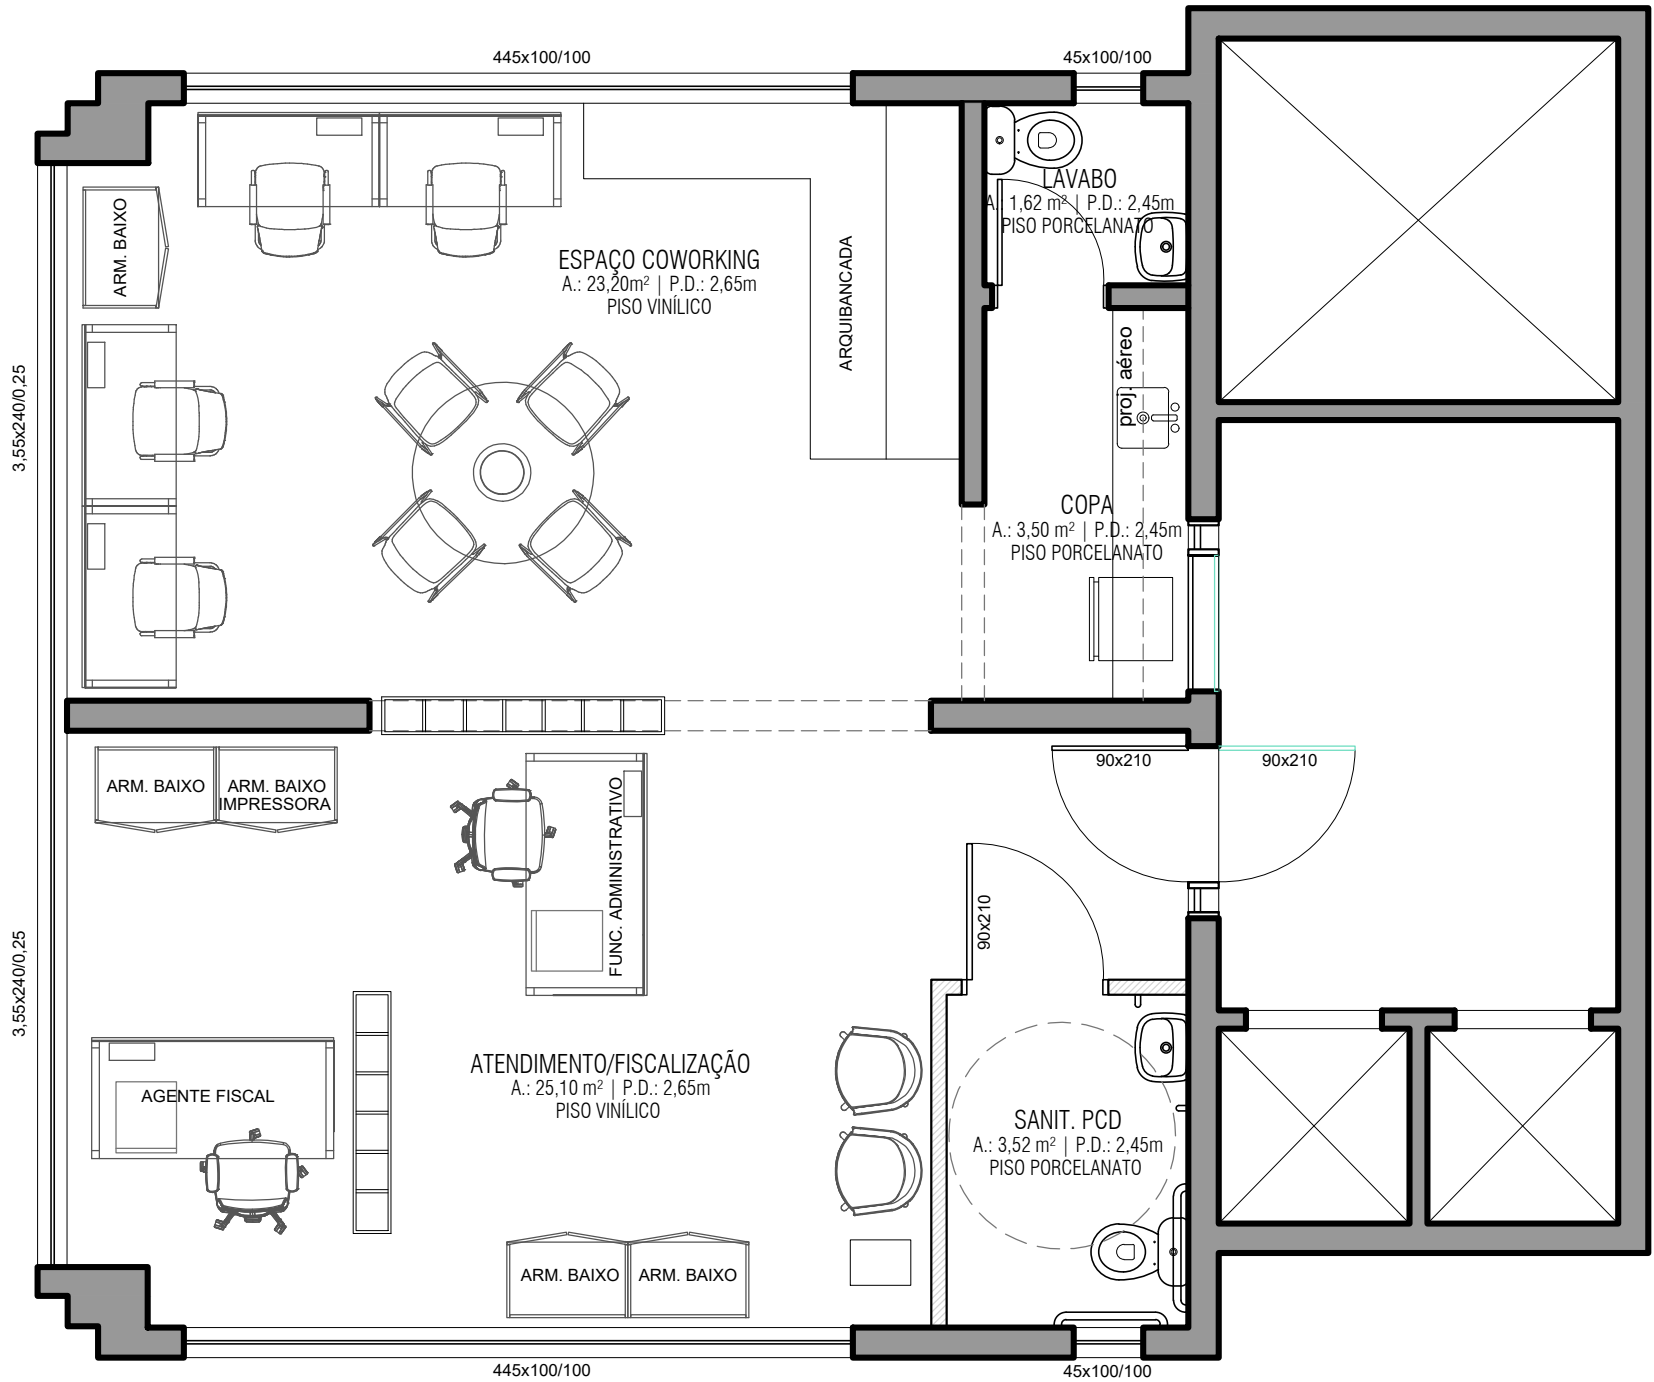 445x100/100
45x100/100
ARM. BAIXO
ESPAÇO COWORKING
A.: 23,20m² | P.D.: 2,65m
PISO VINÍLICO
ARQUIBANCADA
LAVABO
A.: 1,62 m² | P.D.: 2,45m
PISO PORCELANATO
proj. aéreo
3,55x240/0,25
COPA
A.: 3,50 m² | P.D.: 2,45m
PISO PORCELANATO
90x210
90x210
ARM. BAIXO
ARM. BAIXO
IMPRESSORA
FUNC. ADMINISTRATIVO
90x210
3,55x240/0,25
AGENTE FISCAL
ATENDIMENTO/FISCALIZAÇÃO
A.: 25,10 m² | P.D.: 2,65m
PISO VINÍLICO
SANIT. PCD
A.: 3,52 m² | P.D.: 2,45m
PISO PORCELANATO
ARM. BAIXO
ARM. BAIXO
445x100/100
45x100/100